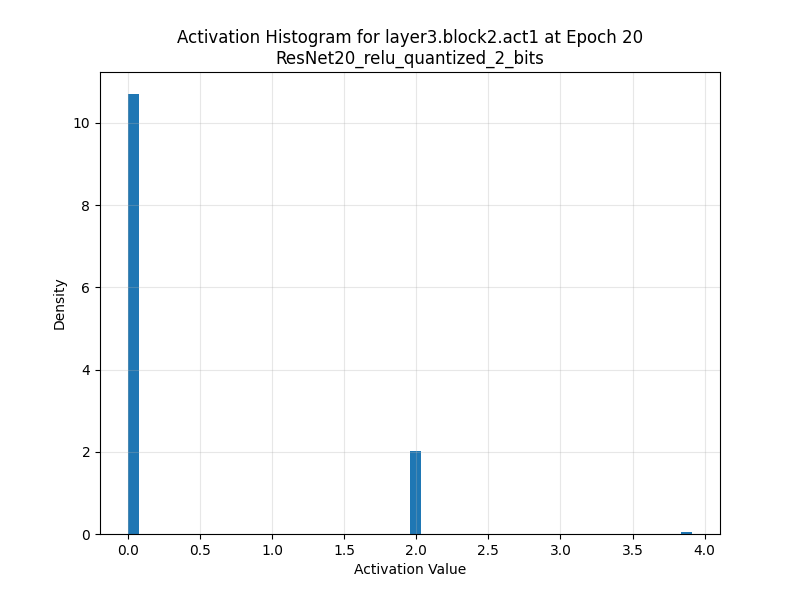 Activation Histogram for layer3.block2.act1 at Epoch 20
ResNet20_relu_quantized_2_bits
10
8
6
4
2
0
Density
0.0 0.5 1.0 1.5 2.0 2.5 3.0 3.5 4.0
Activation Value